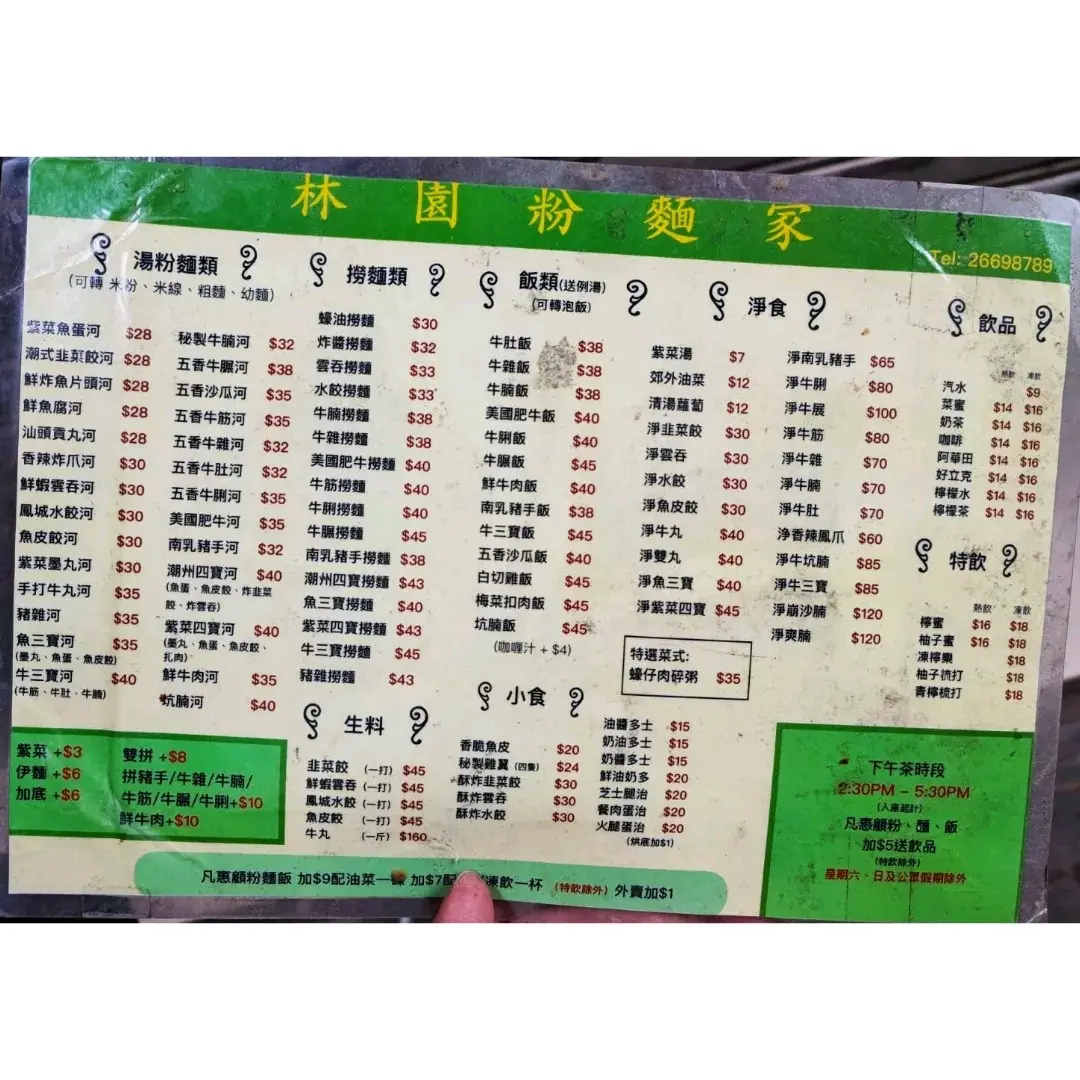 林園粉麵家
Tel: 26698789
湯粉麵類
(可轉 米粉、米線、粗麵、幼麵)
紫菜魚蛋河 $28
潮式韭菜餃河 $28
鮮炸魚片頭河 $28
鮮魚腐河 $28
汕頭貢丸河 $28
香辣炸爪河 $30
鮮蝦雲吞河 $30
鳳城水餃河 $30
魚皮餃河 $30
紫菜墨丸河 $30
手打牛丸河 $35
豬雜河 $35
魚三寶河 $35
(墨丸、魚蛋、魚皮餃)
牛三寶河 $40
(牛筋、牛肚、牛腩)
秘製牛腩河 $32
五香牛𦟌河 $38
五香沙瓜河 $35
五香牛筋河 $35
五香牛雜河 $32
五香牛肚河 $32
五香牛脷河 $35
美國肥牛河 $35
南乳豬手河 $32
潮州四寶河 $40
(魚蛋、魚皮餃、炸韭菜
餃、炸雲吞)
紫菜四寶河 $40
(墨丸、魚蛋、魚皮餃、
扎肉)
鮮牛肉河 $35
坑腩河 $40
撈麵類
蠔油撈麵 $30
炸醬撈麵 $32
雲吞撈麵 $33
水餃撈麵 $33
牛腩撈麵 $38
牛雜撈麵 $38
美國肥牛撈麵 $40
牛筋撈麵 $40
牛脷撈麵 $40
牛𦟌撈麵 $45
南乳豬手撈麵 $38
潮州四寶撈麵 $43
魚三寶撈麵 $40
紫菜四寶撈麵 $43
牛三寶撈麵 $45
豬雜撈麵 $43
飯類(送例湯)
(可轉泡飯)
牛肚飯 $38
牛雜飯 $38
牛腩飯 $38
美國肥牛飯 $40
牛脷飯 $40
牛𦟌飯 $45
鮮牛肉飯 $40
南乳豬手飯 $38
牛三寶飯 $45
五香沙瓜飯 $40
白切雞飯 $45
梅菜扣肉飯 $45
坑腩飯 $45
(咖喱汁 + $4)
淨食
紫菜湯 $7
郊外油菜 $12
清湯蘿蔔 $12
淨韭菜餃 $30
淨雲吞 $30
淨水餃 $30
淨魚皮餃 $30
淨牛丸 $40
淨雙丸 $40
淨魚三寶 $40
淨紫菜四寶 $45
淨南乳豬手 $65
淨牛脷 $80
淨牛展 $100
淨牛筋 $80
淨牛雜 $70
淨牛腩 $70
淨牛肚 $70
净香辣鳳爪 $60
淨牛坑腩 $85
淨牛三寶 $85
淨崩沙腩 $120
淨爽腩 $120
特選菜式:
蠔仔肉碎粥 $35
飲品
熱飲 凍飲
汽水 $9
菜蜜 $14 $16
奶茶 $14 $16
咖啡 $14 $16
阿華田 $14 $16
好立克 $14 $16
檸檬水 $14 $16
檸檬茶 $14 $16
特飲
熱飲 凍飲
檸蜜 $16 $18
柚子蜜 $16 $18
凍檸樂 $18
柚子梳打 $18
青檸梳打 $18
生料
韭菜餃 (一打) $45
鮮蝦雲吞 (一打) $45
鳳城水餃 (一打) $45
魚皮餃 (一打) $45
牛丸 (一斤) $160
小食
香脆魚皮 $20
秘製雞翼 (四隻) $24
酥炸韭菜餃 $30
酥炸雲吞 $30
酥炸水餃 $30
油醬多士 $15
奶油多士 $15
奶醬多士 $15
鮮油奶多 $20
芝士腿治 $20
餐肉蛋治 $20
火腿蛋治 $20
(烘底加$1)
紫菜 +$3
伊麵 +$6
加底 +$6
雙拼 +$8
拼豬手/牛雜/牛腩/
牛筋/牛𦟌/牛脷+$10
鮮牛肉+$10
下午茶時段
2:30PM – 5:30PM
(入座起計)
凡惠顧粉、麵、飯
加$5送飲品
(特飲除外)
星期六、日及公眾假期除外
凡惠顧粉麵飯 加$9配油菜一碟 加$7配 凍飲一杯 (特飲除外) 外賣加$1